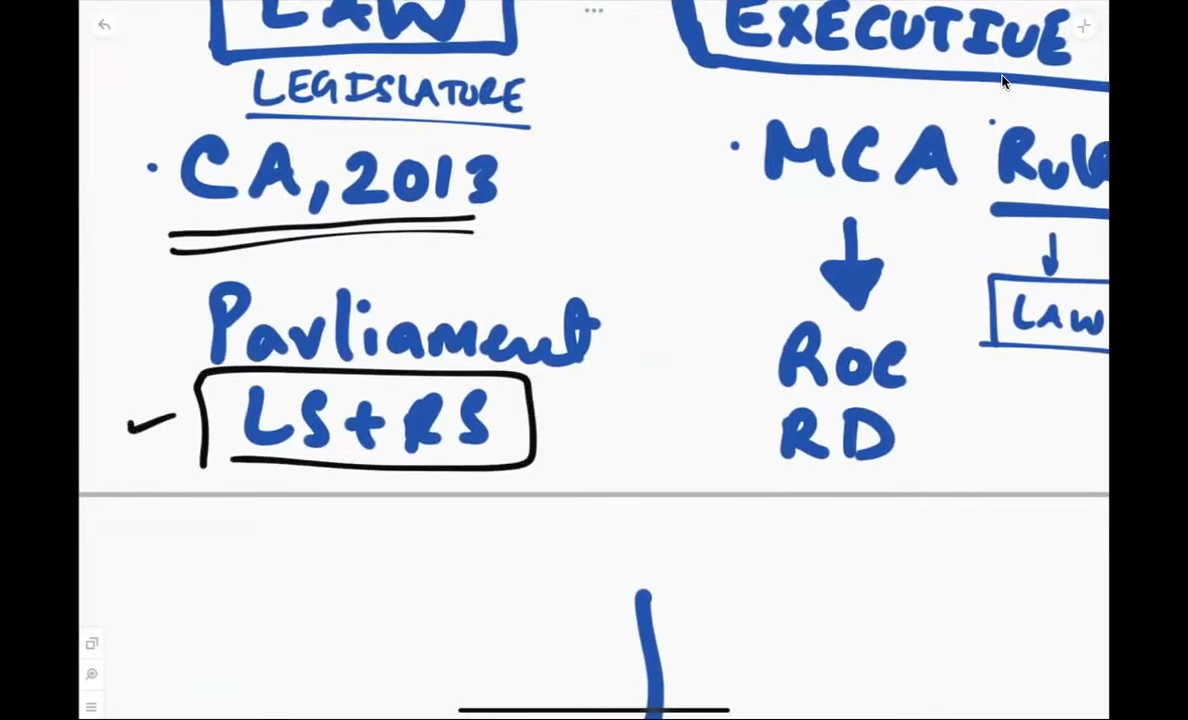 LAW
LEGISLATURE
· CA, 2013
Parliament
LS + RS
EXECUTIVE
· MCA
ROC
RD
LAW